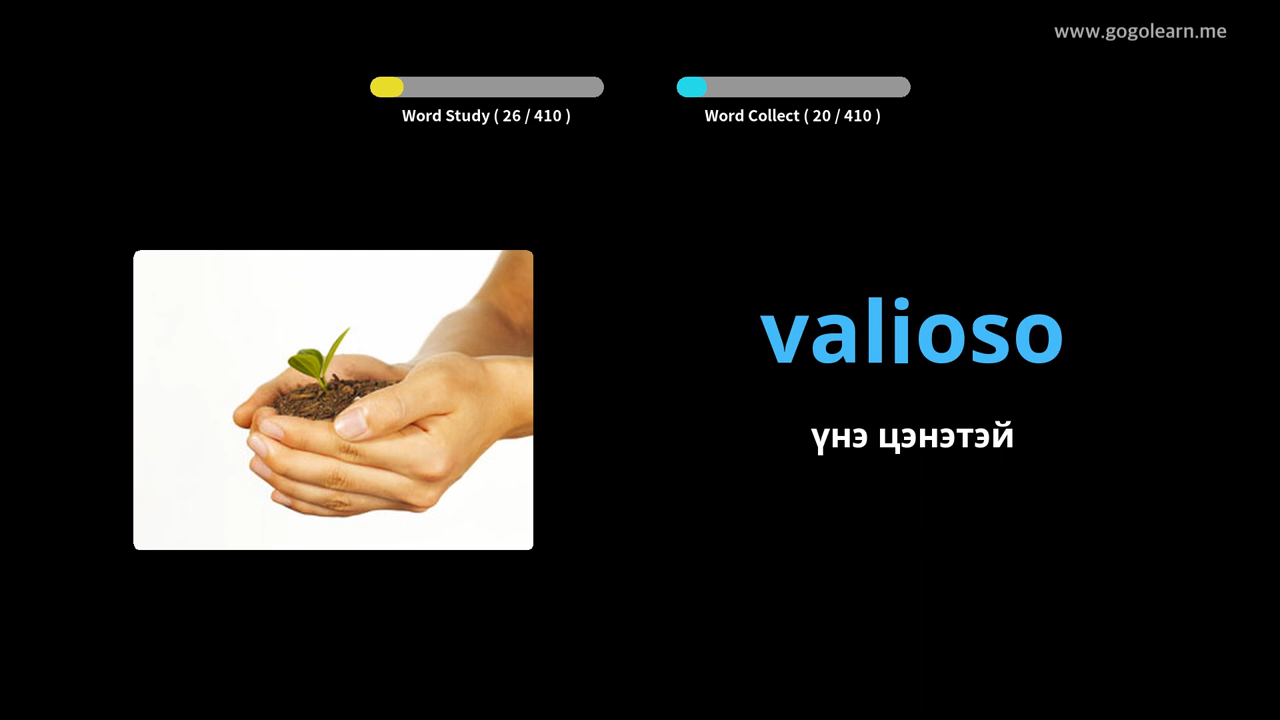 www.gogolearn.me
Word Study ( 26 / 410 )
Word Collect ( 20 / 410 )
valioso
үнэ цэнэтэй